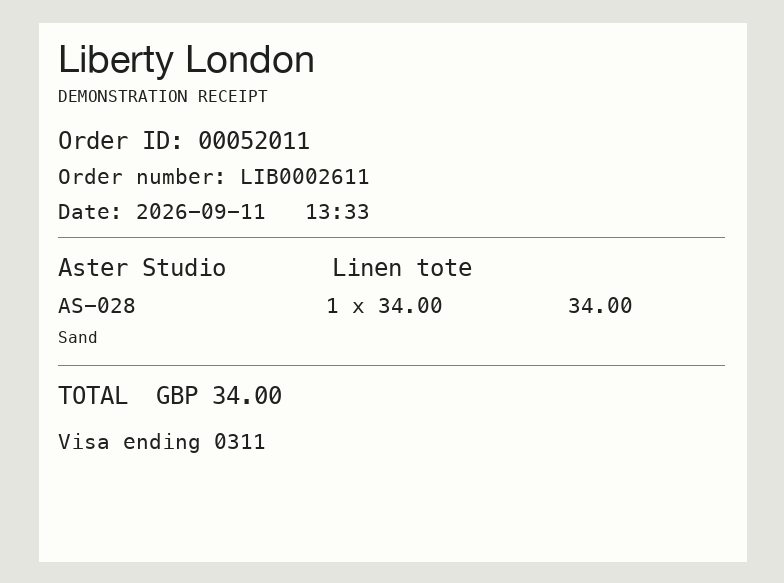 Liberty London
DEMONSTRATION RECEIPT
Order ID: 00052011
Order number: LIB0002611
Date: 2026-09-11 13:33
Aster Studio Linen tote
AS-028 1 x 34.00 34.00
Sand
TOTAL GBP 34.00
Visa ending 0311